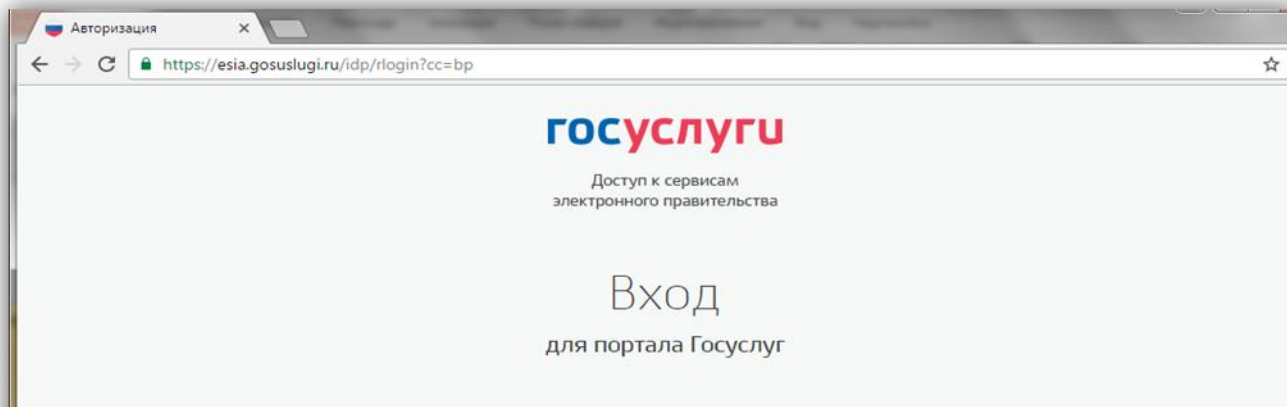 Авторизация
https://esia.gosuslugi.ru/idp/rlogin?cc=bp
госуслуги
Доступ к сервисам
электронного правительства
Вход
для портала Госуслуг